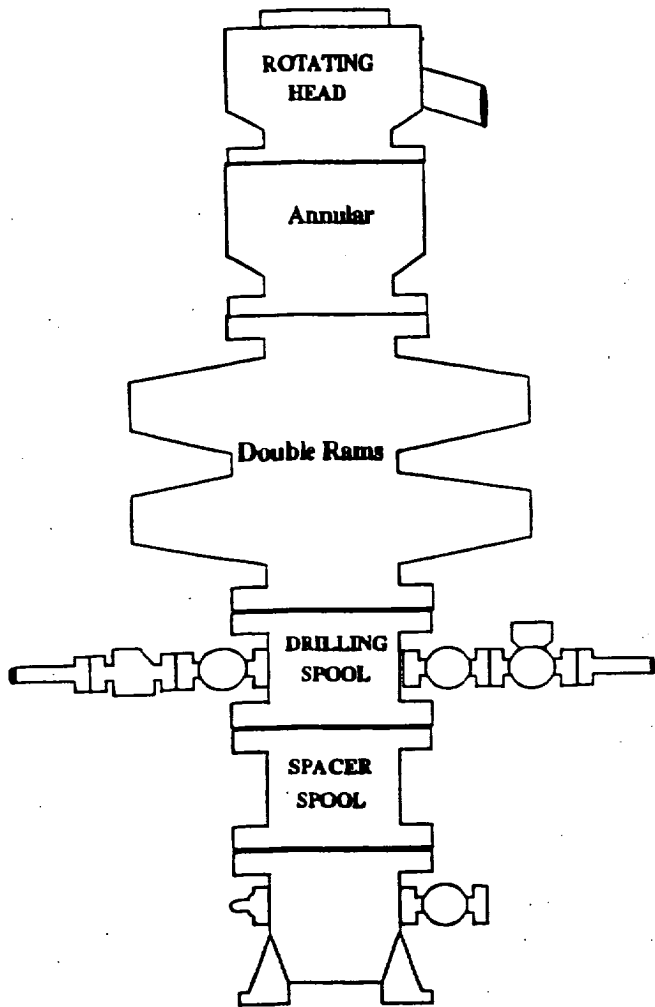 ROTATING
HEAD
Annular
Double Rams
DRILLING
SPOOL
SPACER
SPOOL